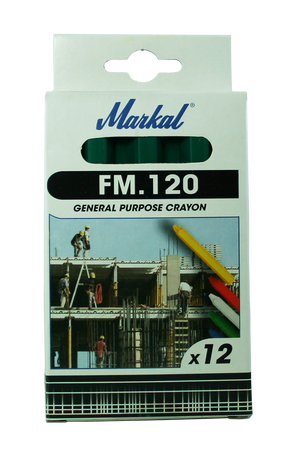 Markal®
FM.120
GENERAL PURPOSE CRAYON
x12